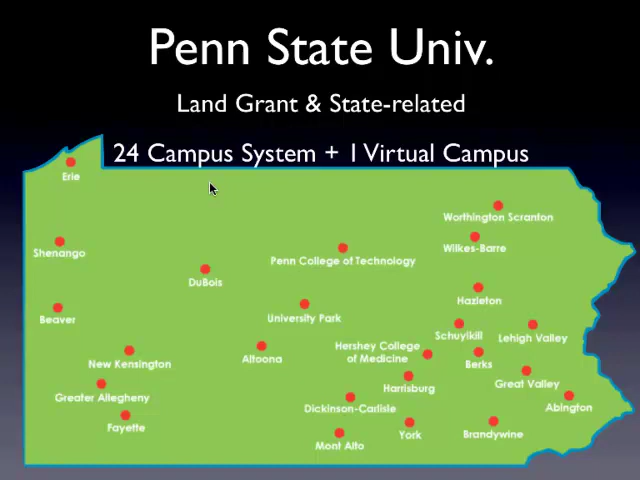 Penn State Univ.
Land Grant & State-related
24 Campus System + 1 Virtual Campus
Erie
Worthington Scranton
Shenango
Wilkes-Barre
Penn College of Technology
DuBois
Hazleton
Beaver
University Park
Schuylkill
Lehigh Valley
Hershey College
of Medicine
New Kensington
Altoona
Berks
Harrisburg
Great Valley
Greater Allegheny
Dickinson-Carlisle
Abington
Fayette
York
Brandywine
Mont Alto